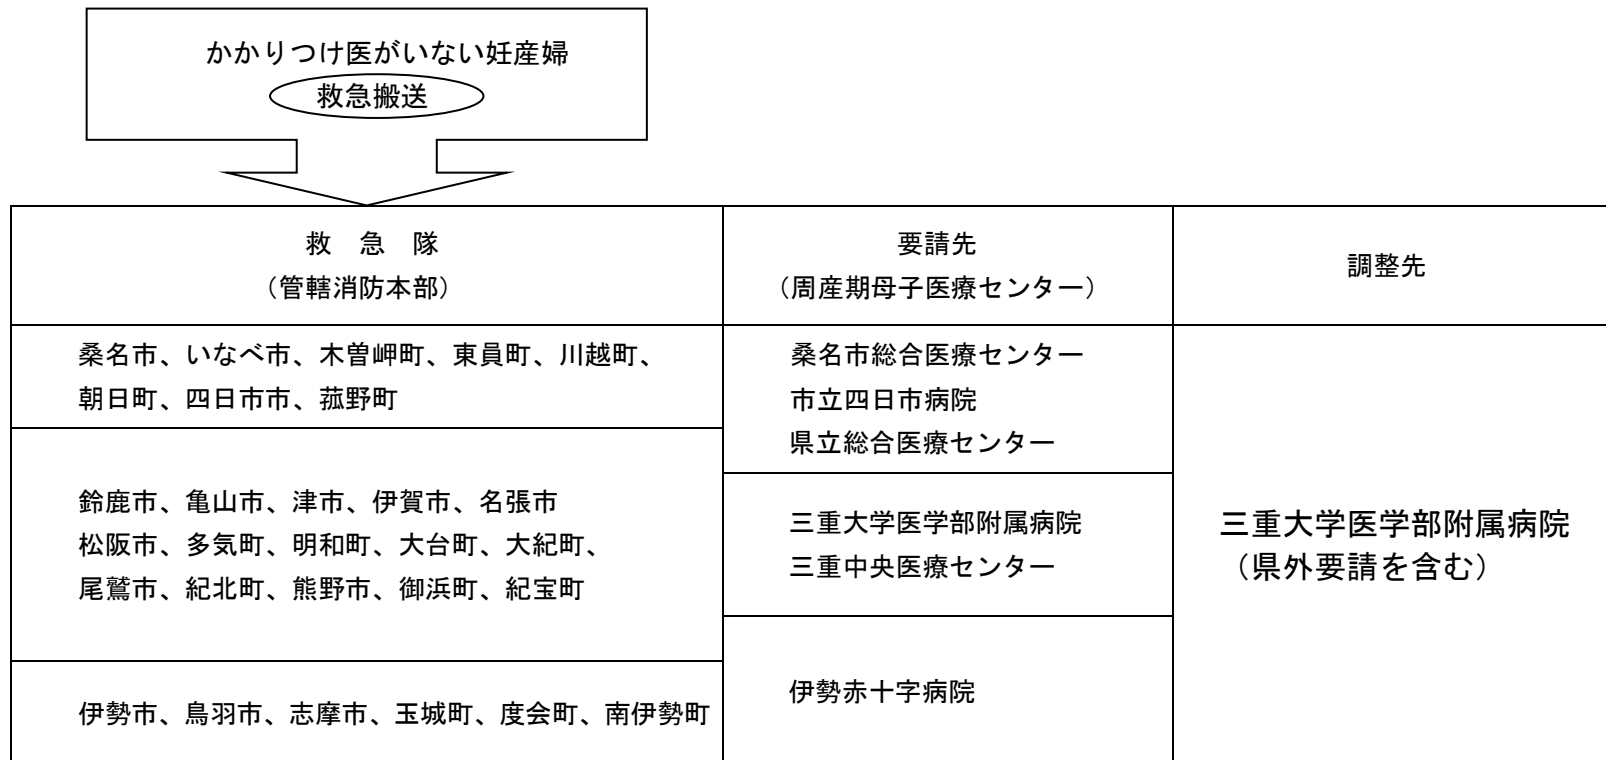 かかりつけ医がいない妊産婦
救急搬送
救　急　隊
（管轄消防本部）
要請先
（周産期母子医療センター）
調整先
桑名市、いなべ市、木曽岬町、東員町、川越町、
朝日町、四日市市、菰野町
桑名市総合医療センター
市立四日市病院
県立総合医療センター
鈴鹿市、亀山市、津市、伊賀市、名張市
松阪市、多気町、明和町、大台町、大紀町、
尾鷲市、紀北町、熊野市、御浜町、紀宝町
三重大学医学部附属病院
三重中央医療センター
三重大学医学部附属病院
（県外要請を含む）
伊勢市、鳥羽市、志摩市、玉城町、度会町、南伊勢町
伊勢赤十字病院